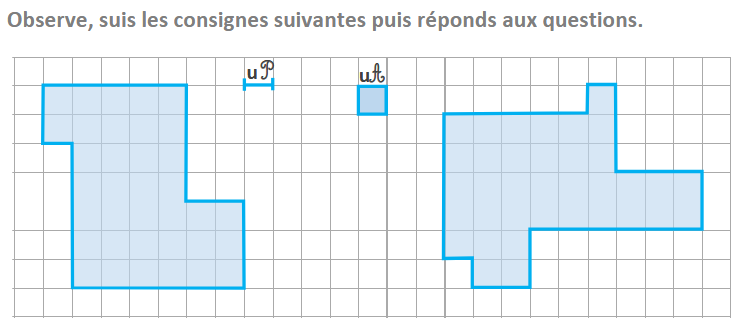 Observe, suis les consignes suivantes puis réponds aux questions.
u𝒫 u𝒜